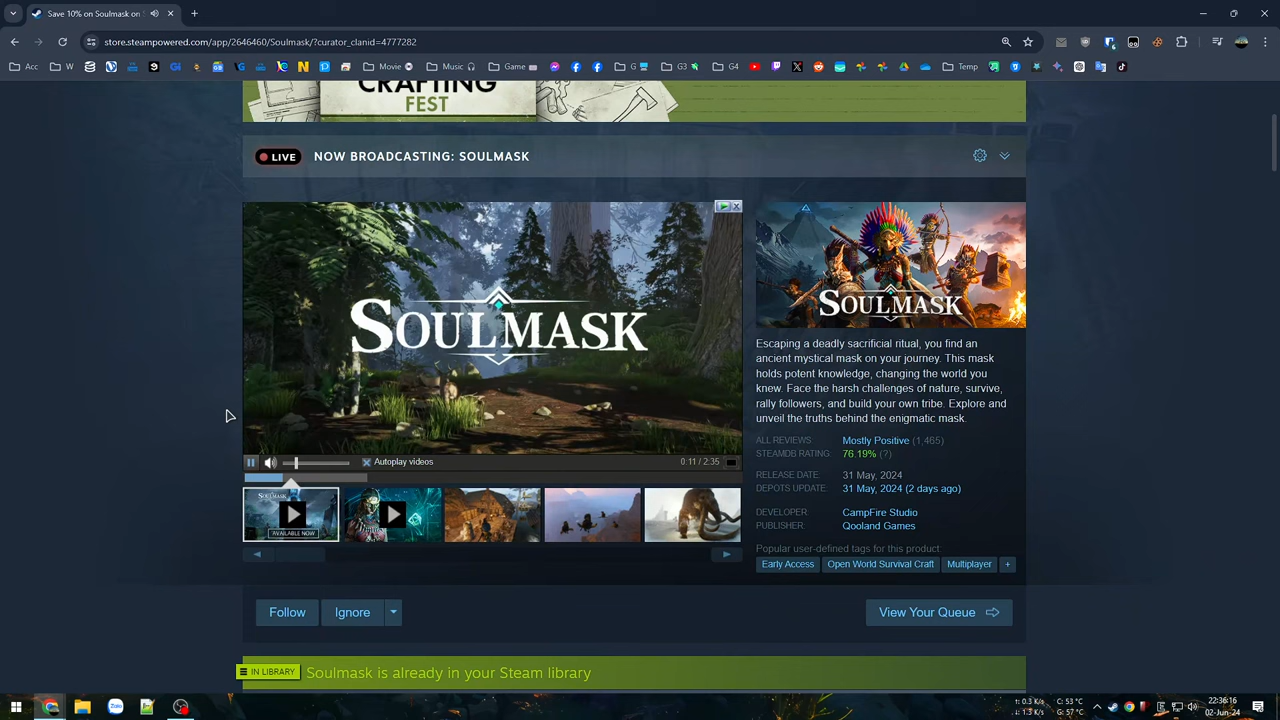 Save 10% on Soulmask on S
store.steampowered.com/app/2646460/Soulmask/?curator_clanid=4777282
Acc
W
Movie
Music
Game
G
G3
G4
Temp
CRAFTING
FEST
LIVE
NOW BROADCASTING: SOULMASK
SOULMASK
SOULMASK
Escaping a deadly sacrificial ritual, you find an
ancient mystical mask on your journey. This mask
holds potent knowledge, changing the world you
knew. Face the harsh challenges of nature, survive,
rally followers, and build your own tribe. Explore and
unveil the truths behind the enigmatic mask.
ALL REVIEWS Mostly Positive (1,465)
STEAMDB RATING: 76.19% (?)
RELEASE DATE: 31 May, 2024
DEPOTS UPDATE: 31 May, 2024 (2 days ago)
DEVELOPER: CampFire Studio
PUBLISHER: Qooland Games
Popular user-defined tags for this product:
Early Access
Open World Survival Craft
Multiplayer
+
Autoplay videos
0:11 / 2:35
SOULMASK
AVAILABLE NOW
Follow
Ignore
View Your Queue
IN LIBRARY
Soulmask is already in your Steam library
C: 53 °C
G: 57 °C
22:36:16
02-Jun-24